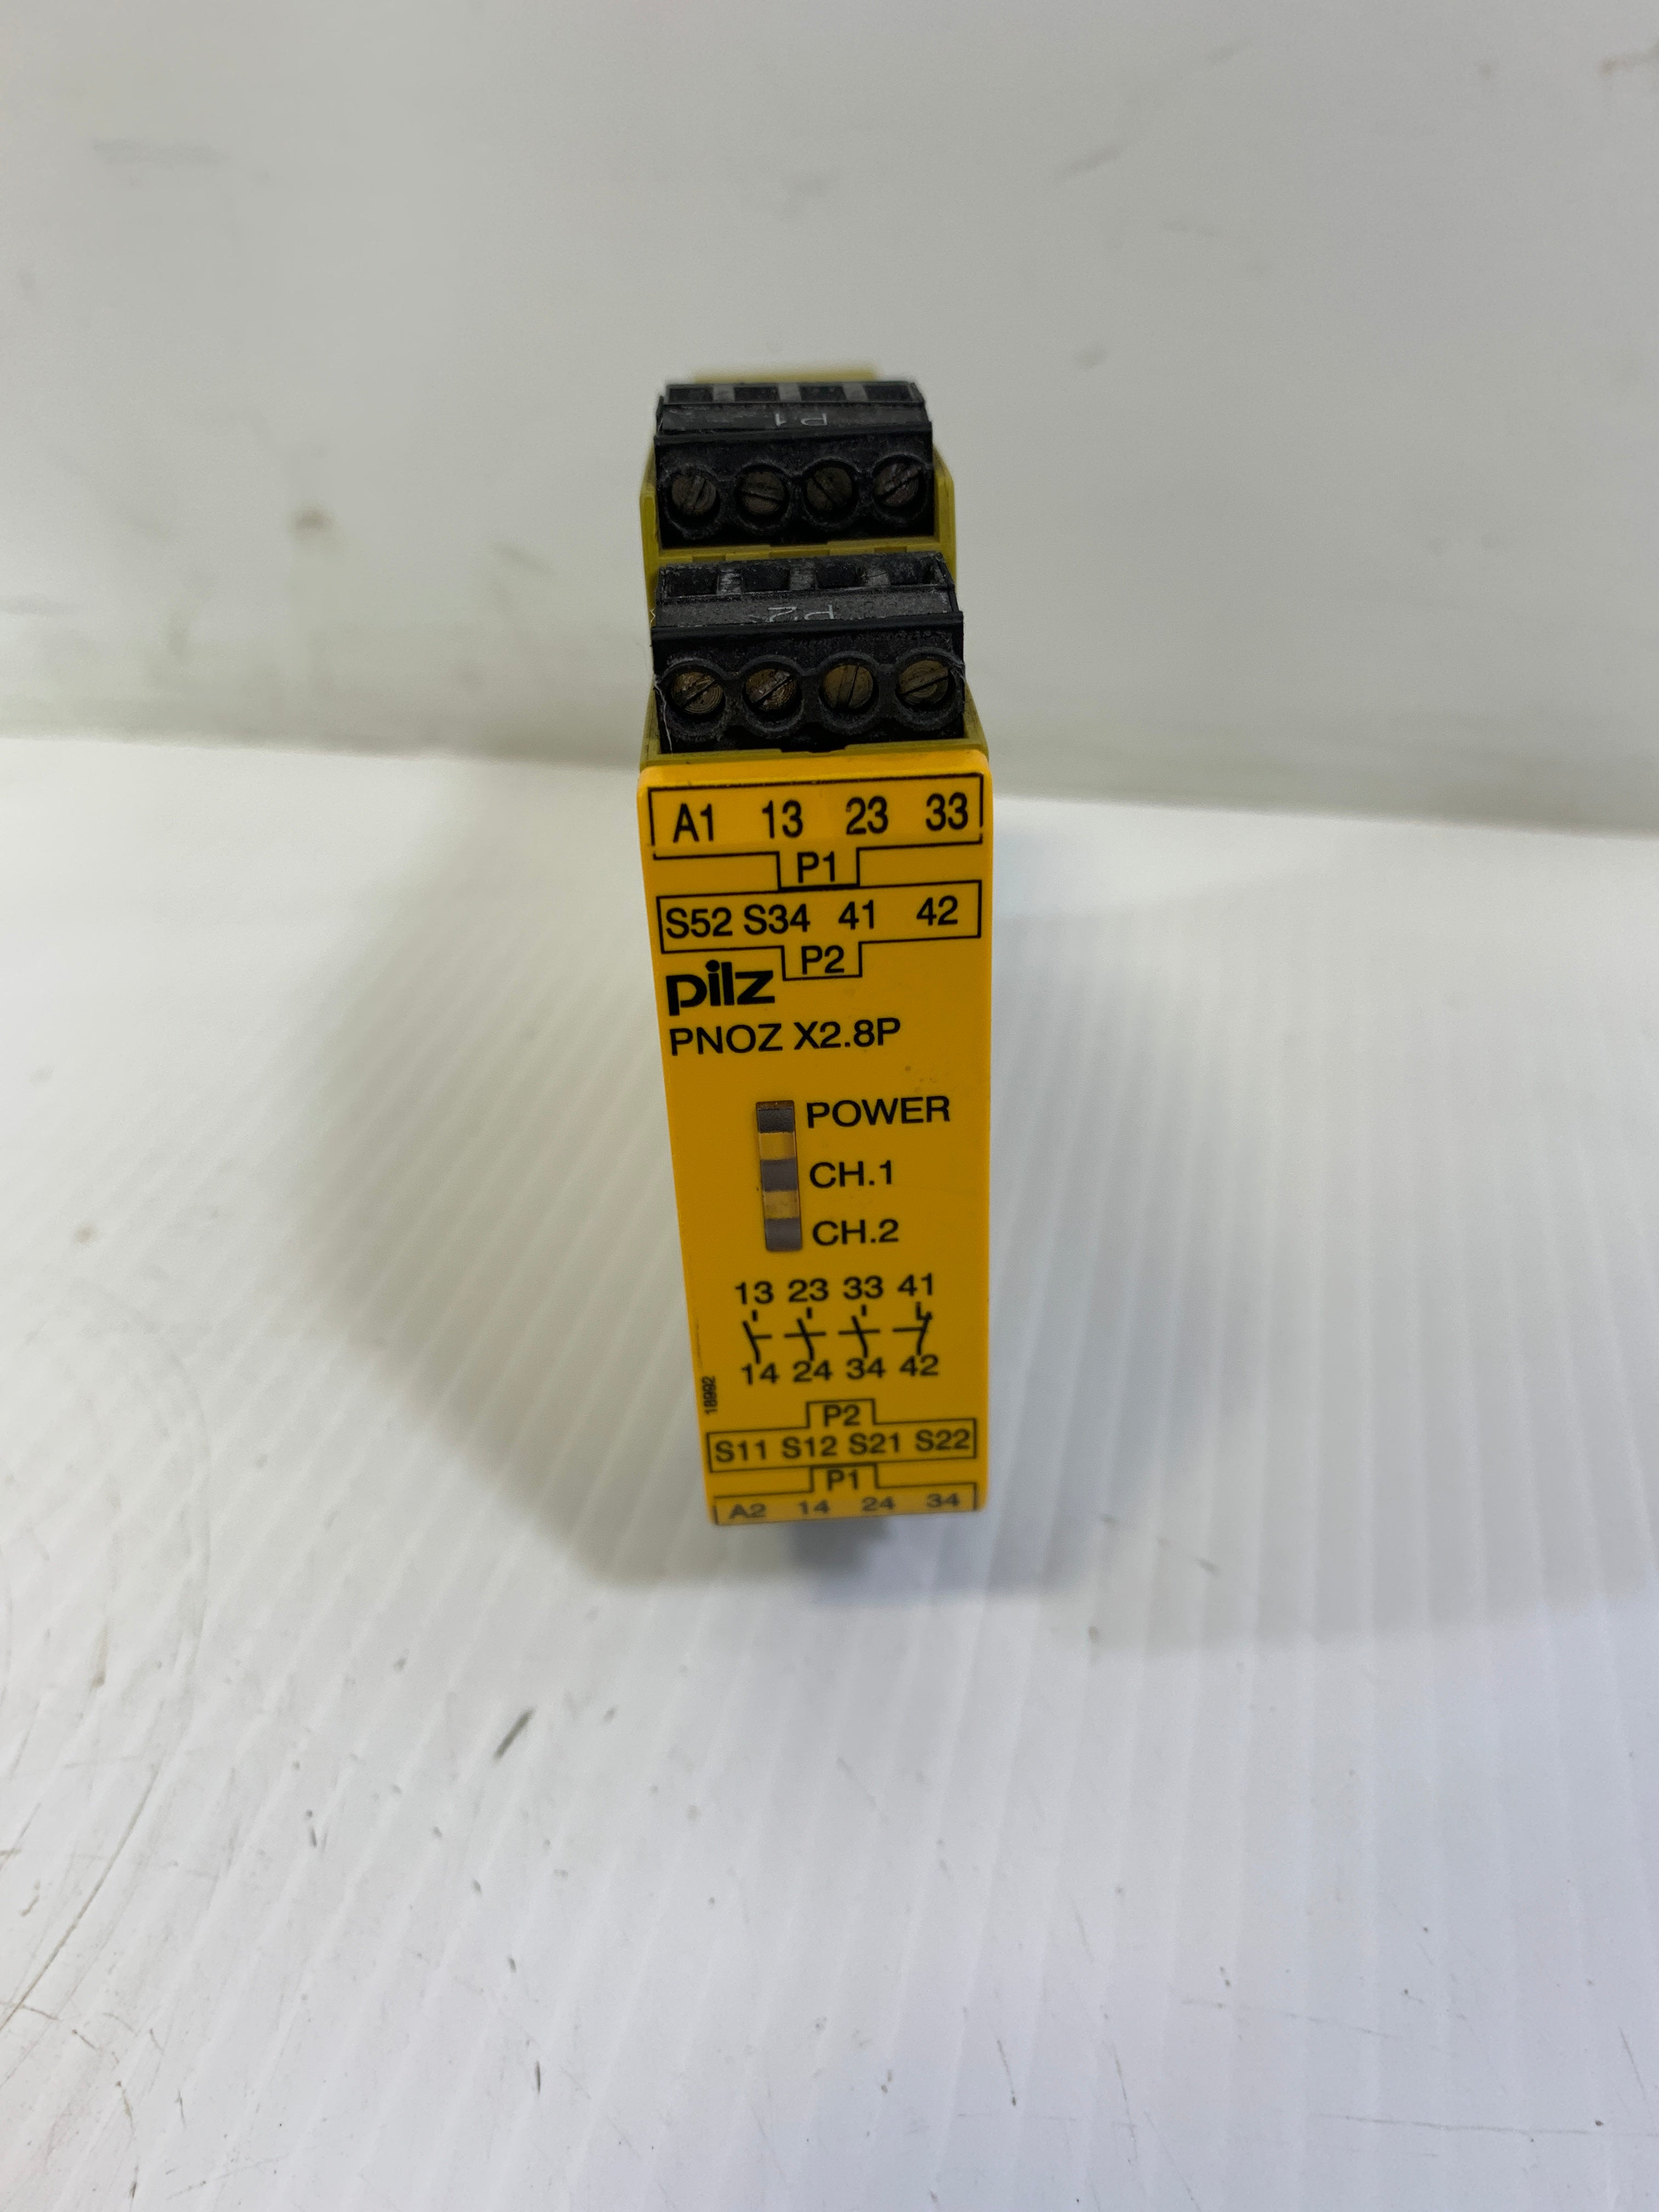 P1
P2
A1 13 23 33
P1
S52 S34 41 42
P2
pilz
PNOZ X2.8P
POWER
CH.1
CH.2
13 23 33 41
14 24 34 42
18992
P2
S11 S12 S21 S22
P1
A2 14 24 34